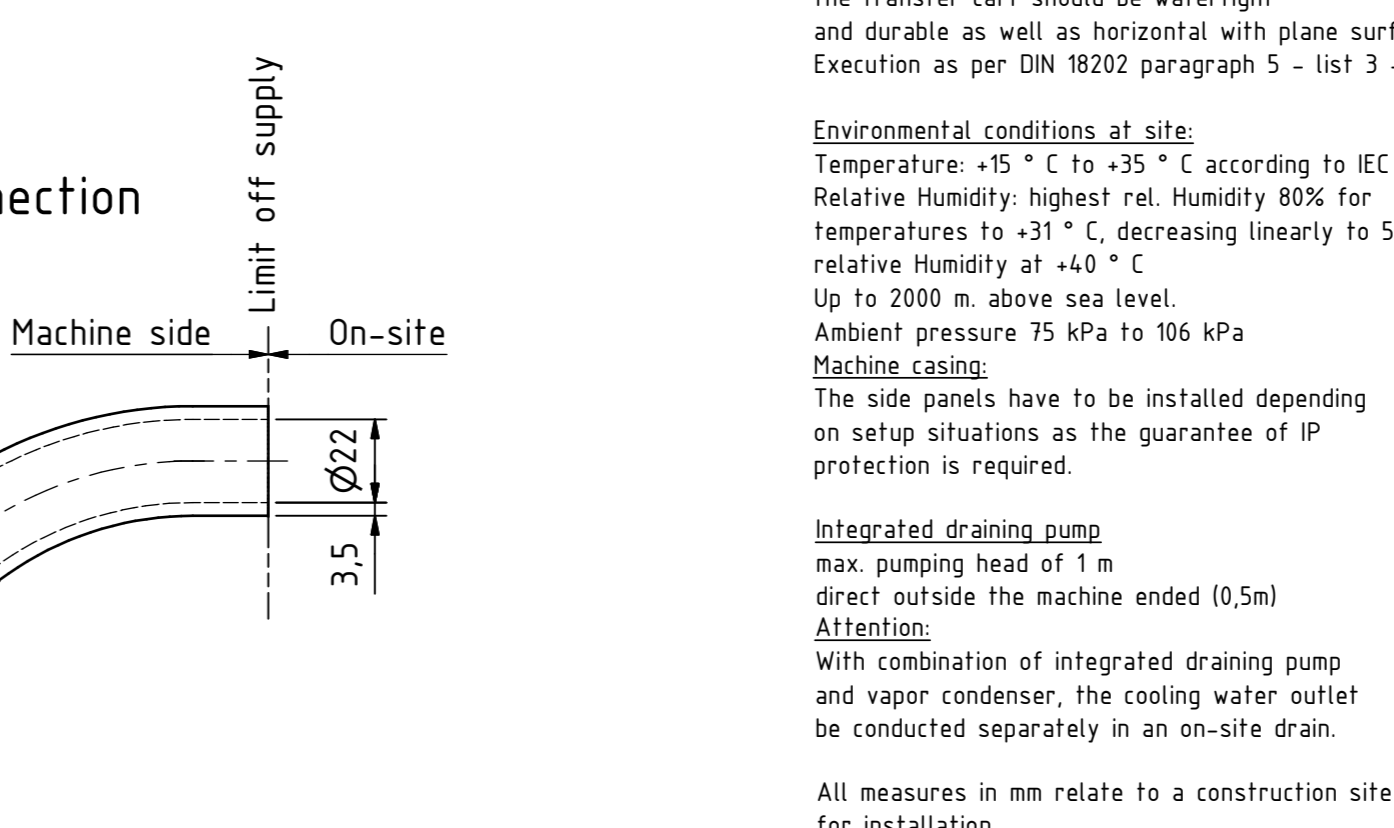 nection
Limit off supply
Machine side
On-site
Ø22
3,5
and durable as well as horizontal with plane
Execution as per DIN 18202 paragraph 5 - list 3
Environmental conditions at site:
Temperature: +15 ° C to +35 ° C according to IEC
Relative Humidity: highest rel. Humidity 80% for
temperatures to +31 ° C, decreasing linearly to 5
relative Humidity at +40 ° C
Up to 2000 m. above sea level.
Ambient pressure 75 kPa to 106 kPa
Machine casing:
The side panels have to be installed depending
on setup situations as the guarantee of IP
protection is required.
Integrated draining pump
max. pumping head of 1 m
direct outside the machine ended (0,5m)
Attention:
With combination of integrated draining pump
and vapor condenser, the cooling water outlet
be conducted separately in an on-site drain.
All measures in mm relate to a construction site
for installation